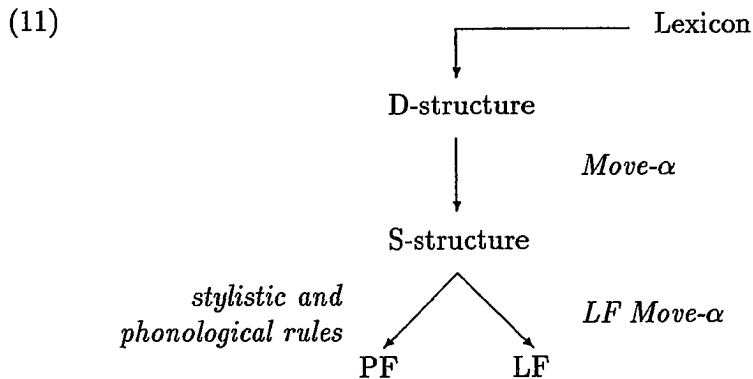 (11)
Lexicon
D-structure
Move-α
S-structure
stylistic and
phonological rules
LF Move-α
PF
LF